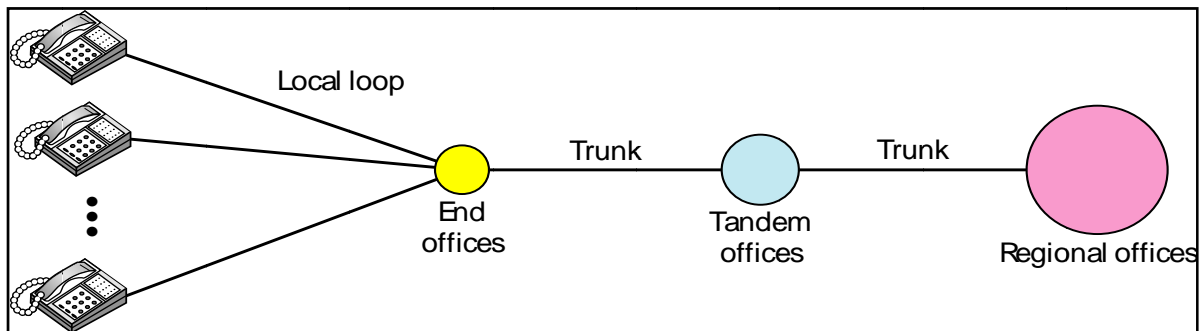 Local loop
Trunk
Trunk
End
offices
Tandem
offices
Regional offices